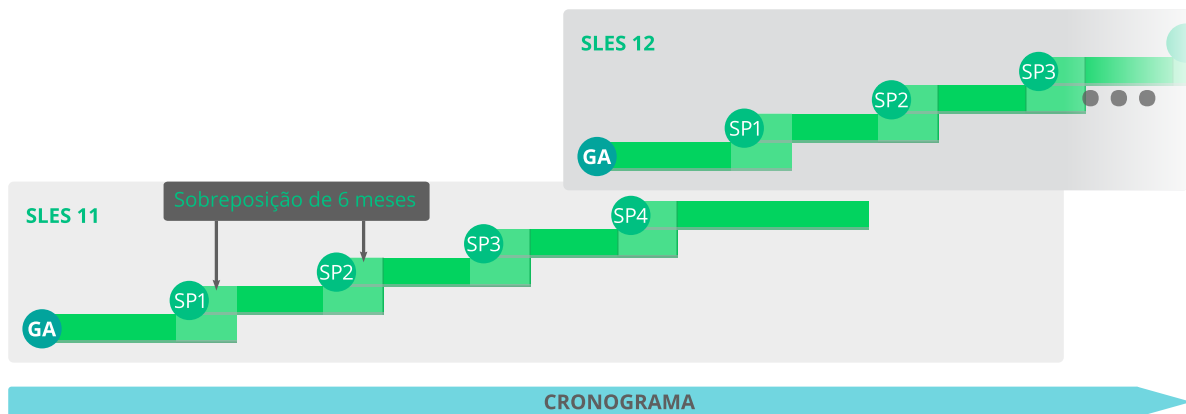 SLES 12
SP3
SP2
SP1
GA
Sobreposição de 6 meses
SLES 11
SP4
SP3
SP2
SP1
GA
CRONOGRAMA